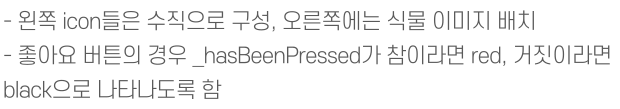 - 왼쪽 icon들은 수직으로 구성, 오른쪽에는 식물 이미지 배치
- 좋아요 버튼의 경우 _hasBeenPressed가 참이라면 red, 거짓이라면
black으로 나타나도록 함